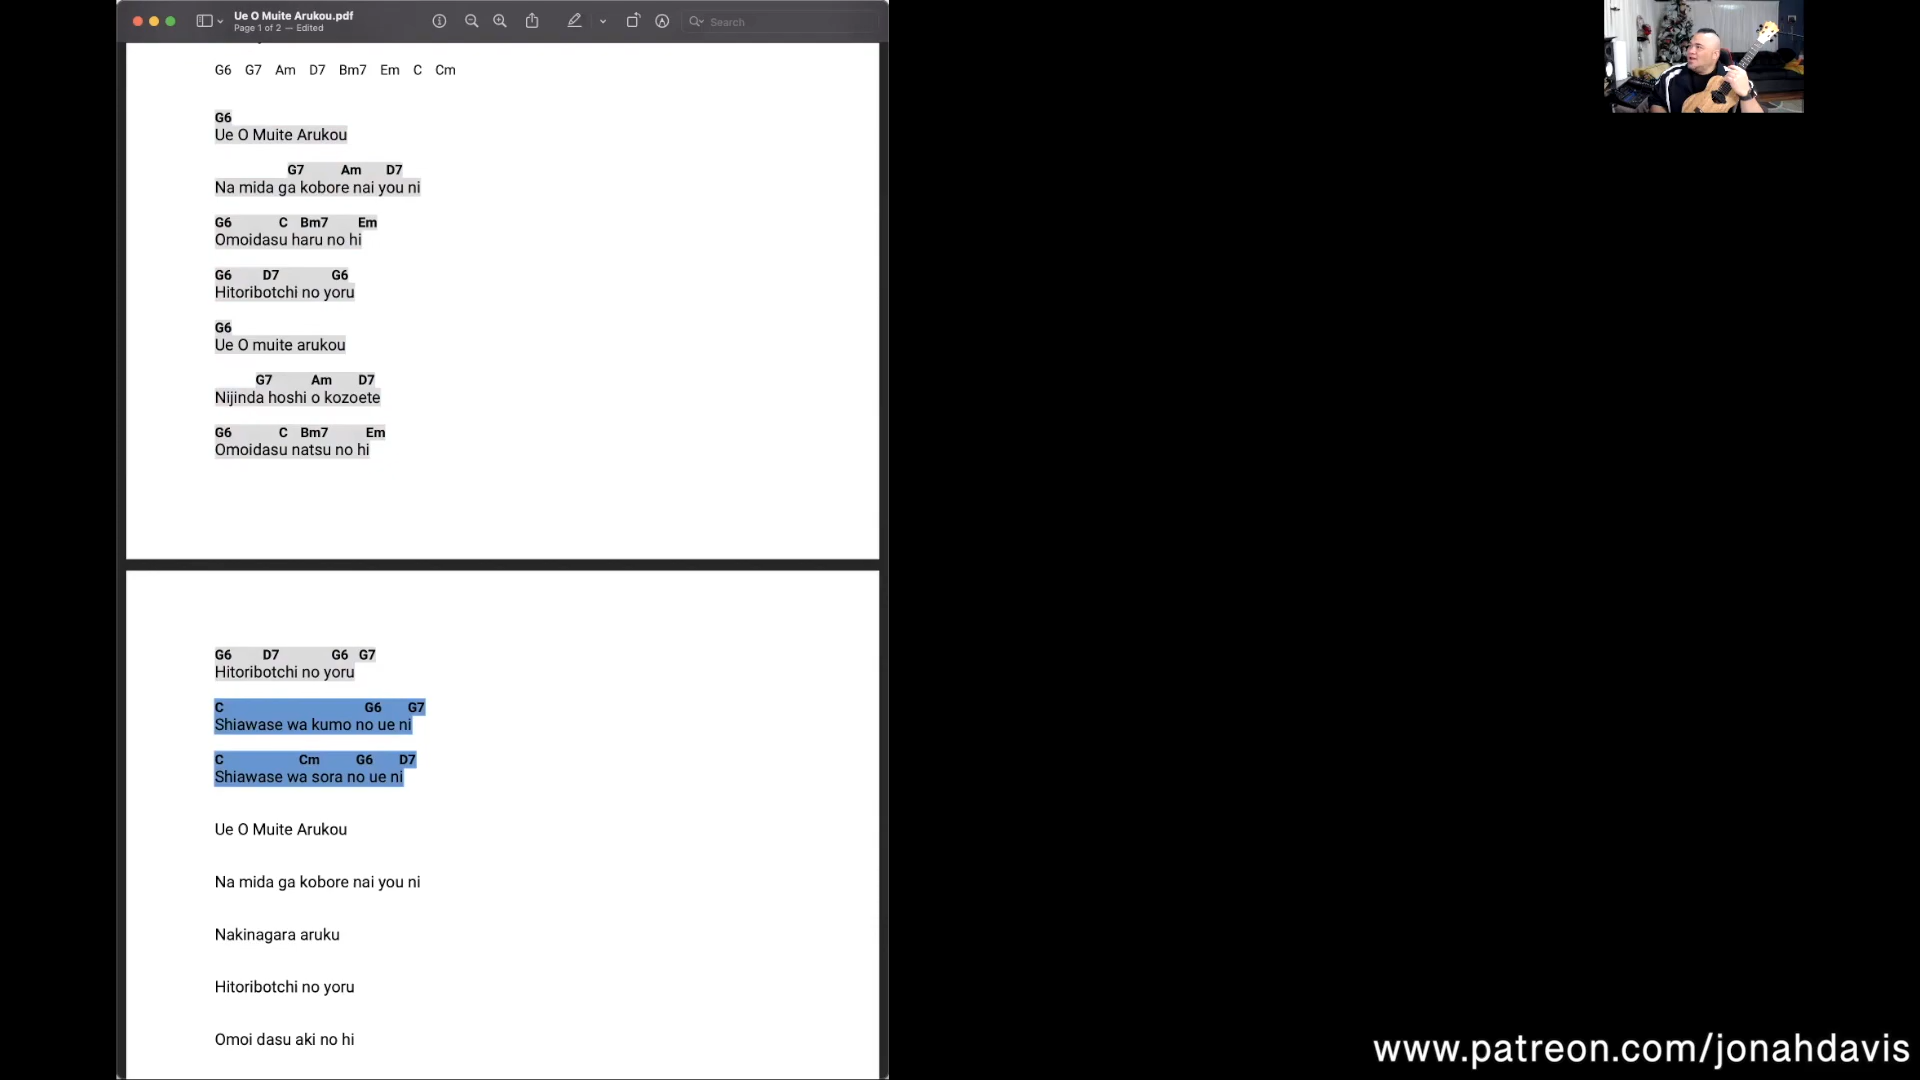 Ue O Muite Arukou.pdf
Page 1 of 2 — Edited
Search
G6 G7 Am D7 Bm7 Em C Cm
G6
Ue O Muite Arukou
G7 Am D7
Na mida ga kobore nai you ni
G6 C Bm7 Em
Omoidasu haru no hi
G6 D7 G6
Hitoribotchi no yoru
G6
Ue O muite arukou
G7 Am D7
Nijinda hoshi o kozoete
G6 C Bm7 Em
Omoidasu natsu no hi
G6 D7 G6 G7
Hitoribotchi no yoru
C G6 G7
Shiawase wa kumo no ue ni
C Cm G6 D7
Shiawase wa sora no ue ni
Ue O Muite Arukou
Na mida ga kobore nai you ni
Nakinagara aruku
Hitoribotchi no yoru
Omoi dasu aki no hi
www.patreon.com/jonahdavis